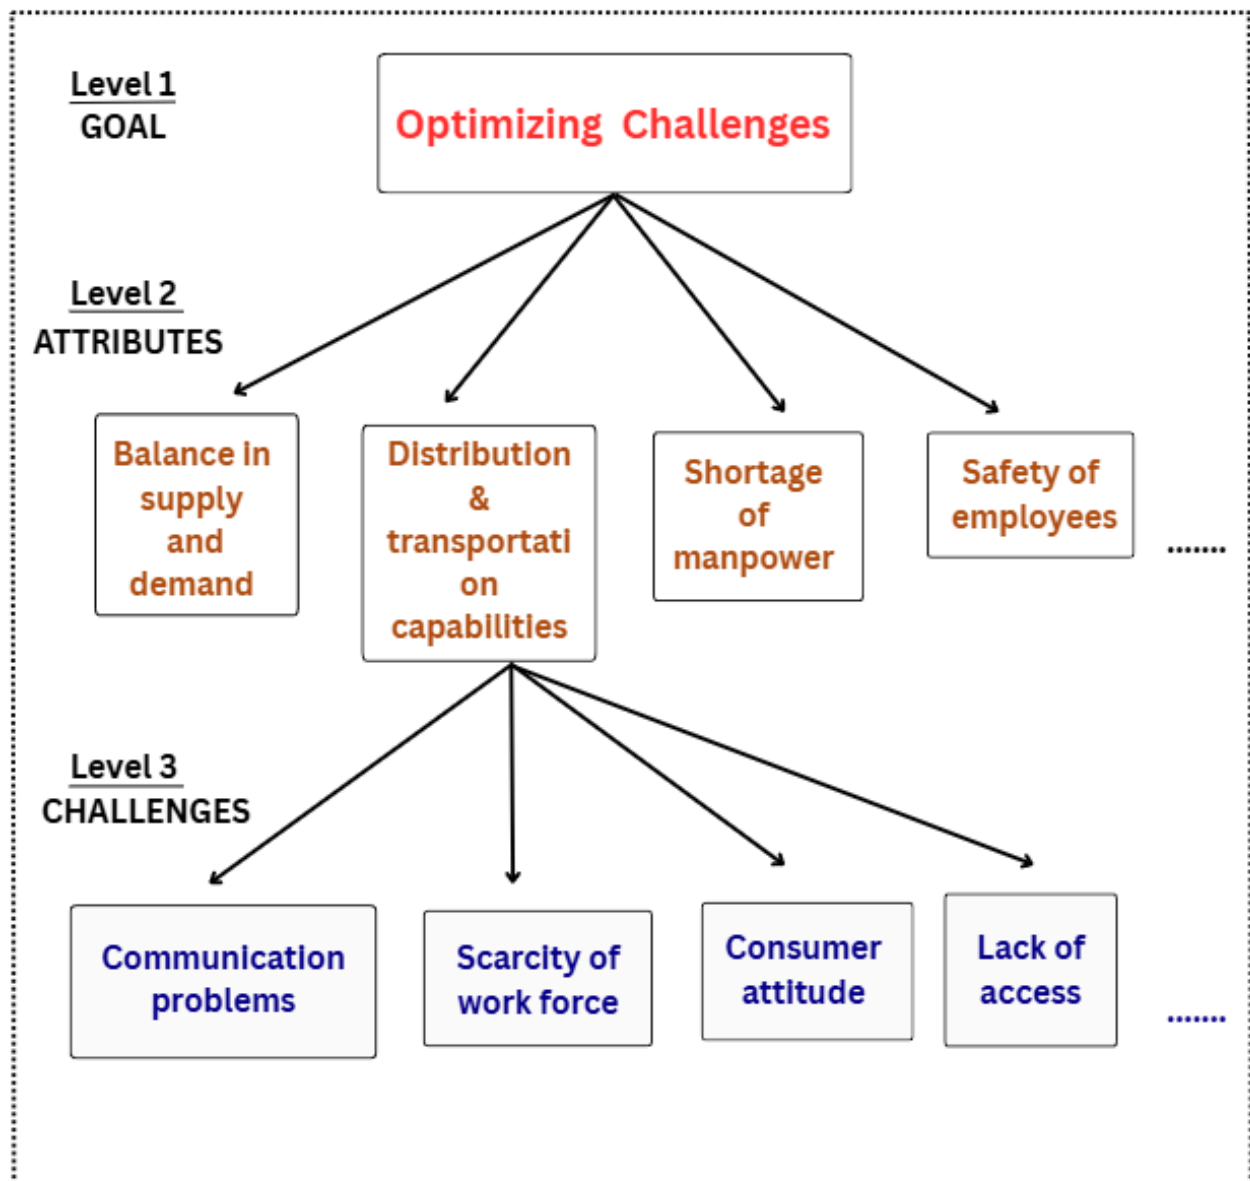 Level 1
GOAL
Optimizing Challenges
Level 2
ATTRIBUTES
Balance in
supply
and
demand
Distribution
&
transportati
on
capabilities
Shortage
of
manpower
Safety of
employees
.......
Level 3
CHALLENGES
Communication
problems
Scarcity of
work force
Consumer
attitude
Lack of
access
.......